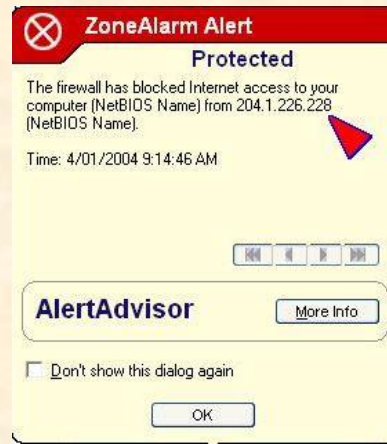 ZoneAlarm Alert
Protected
The firewall has blocked Internet access to your
computer (NetBIOS Name) from 204.1.226.228
(NetBIOS Name).
Time: 4/01/2004 9:14:46 AM
AlertAdvisor
More Info
Don't show this dialog again
OK